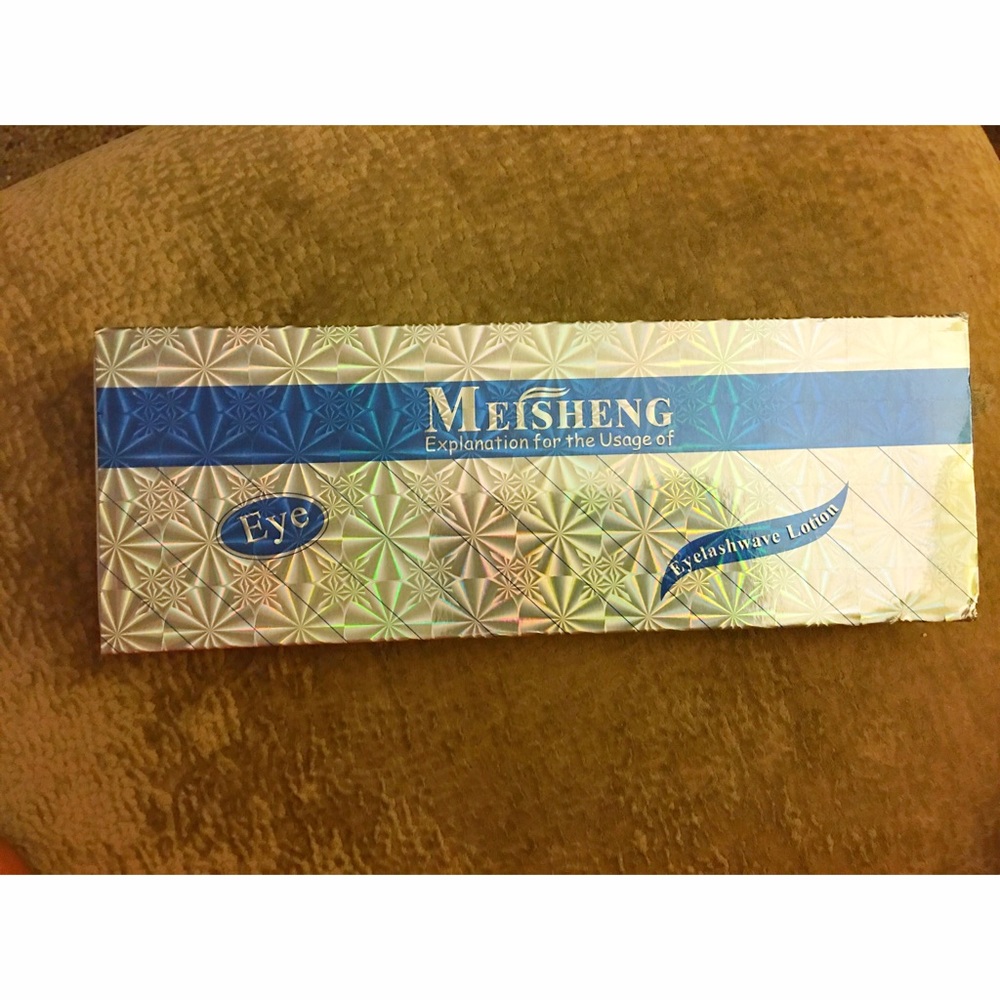 MEISHENG
Explanation for the Usage of
Eye
Eyelashwave Lotion